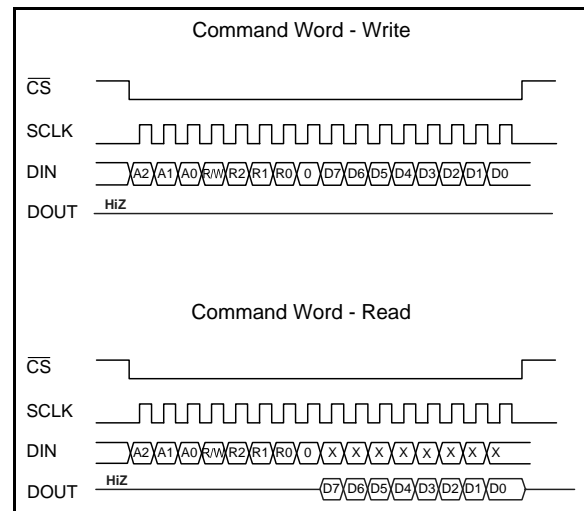 Command Word - Write
CS
SCLK
DIN A2 A1 A0 R/W R2 R1 R0 0 D7 D6 D5 D4 D3 D2 D1 D0
DOUT HiZ
Command Word - Read
CS
SCLK
DIN A2 A1 A0 R/W R2 R1 R0 0 X X X X X X X X
DOUT HiZ D7 D6 D5 D4 D3 D2 D1 D0